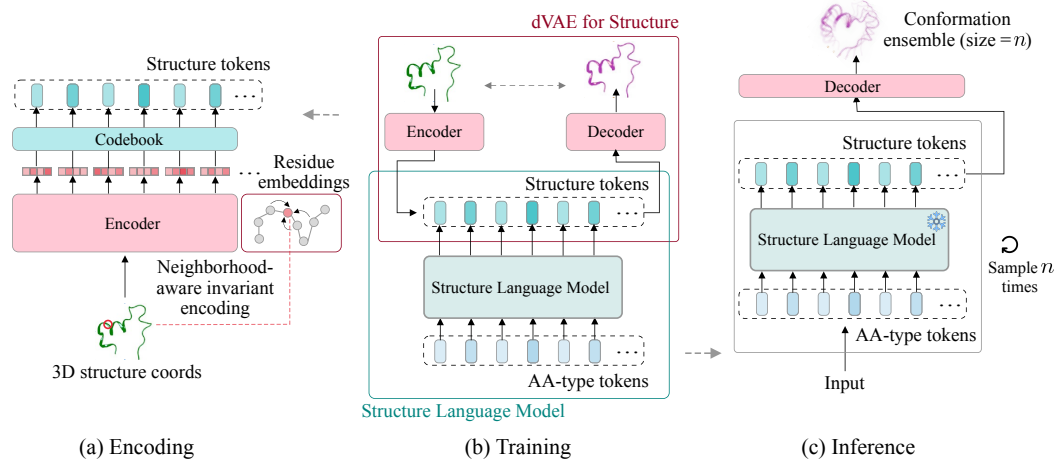 Structure tokens
Codebook
Residue
embeddings
Encoder
Neighborhood-
aware invariant
encoding
3D structure coords
(a) Encoding
dVAE for Structure
Encoder
Decoder
Structure tokens
Structure Language Model
AA-type tokens
Structure Language Model
(b) Training
Conformation
ensemble (size = n)
Decoder
Structure tokens
Structure Language Model
Sample n
times
AA-type tokens
Input
(c) Inference